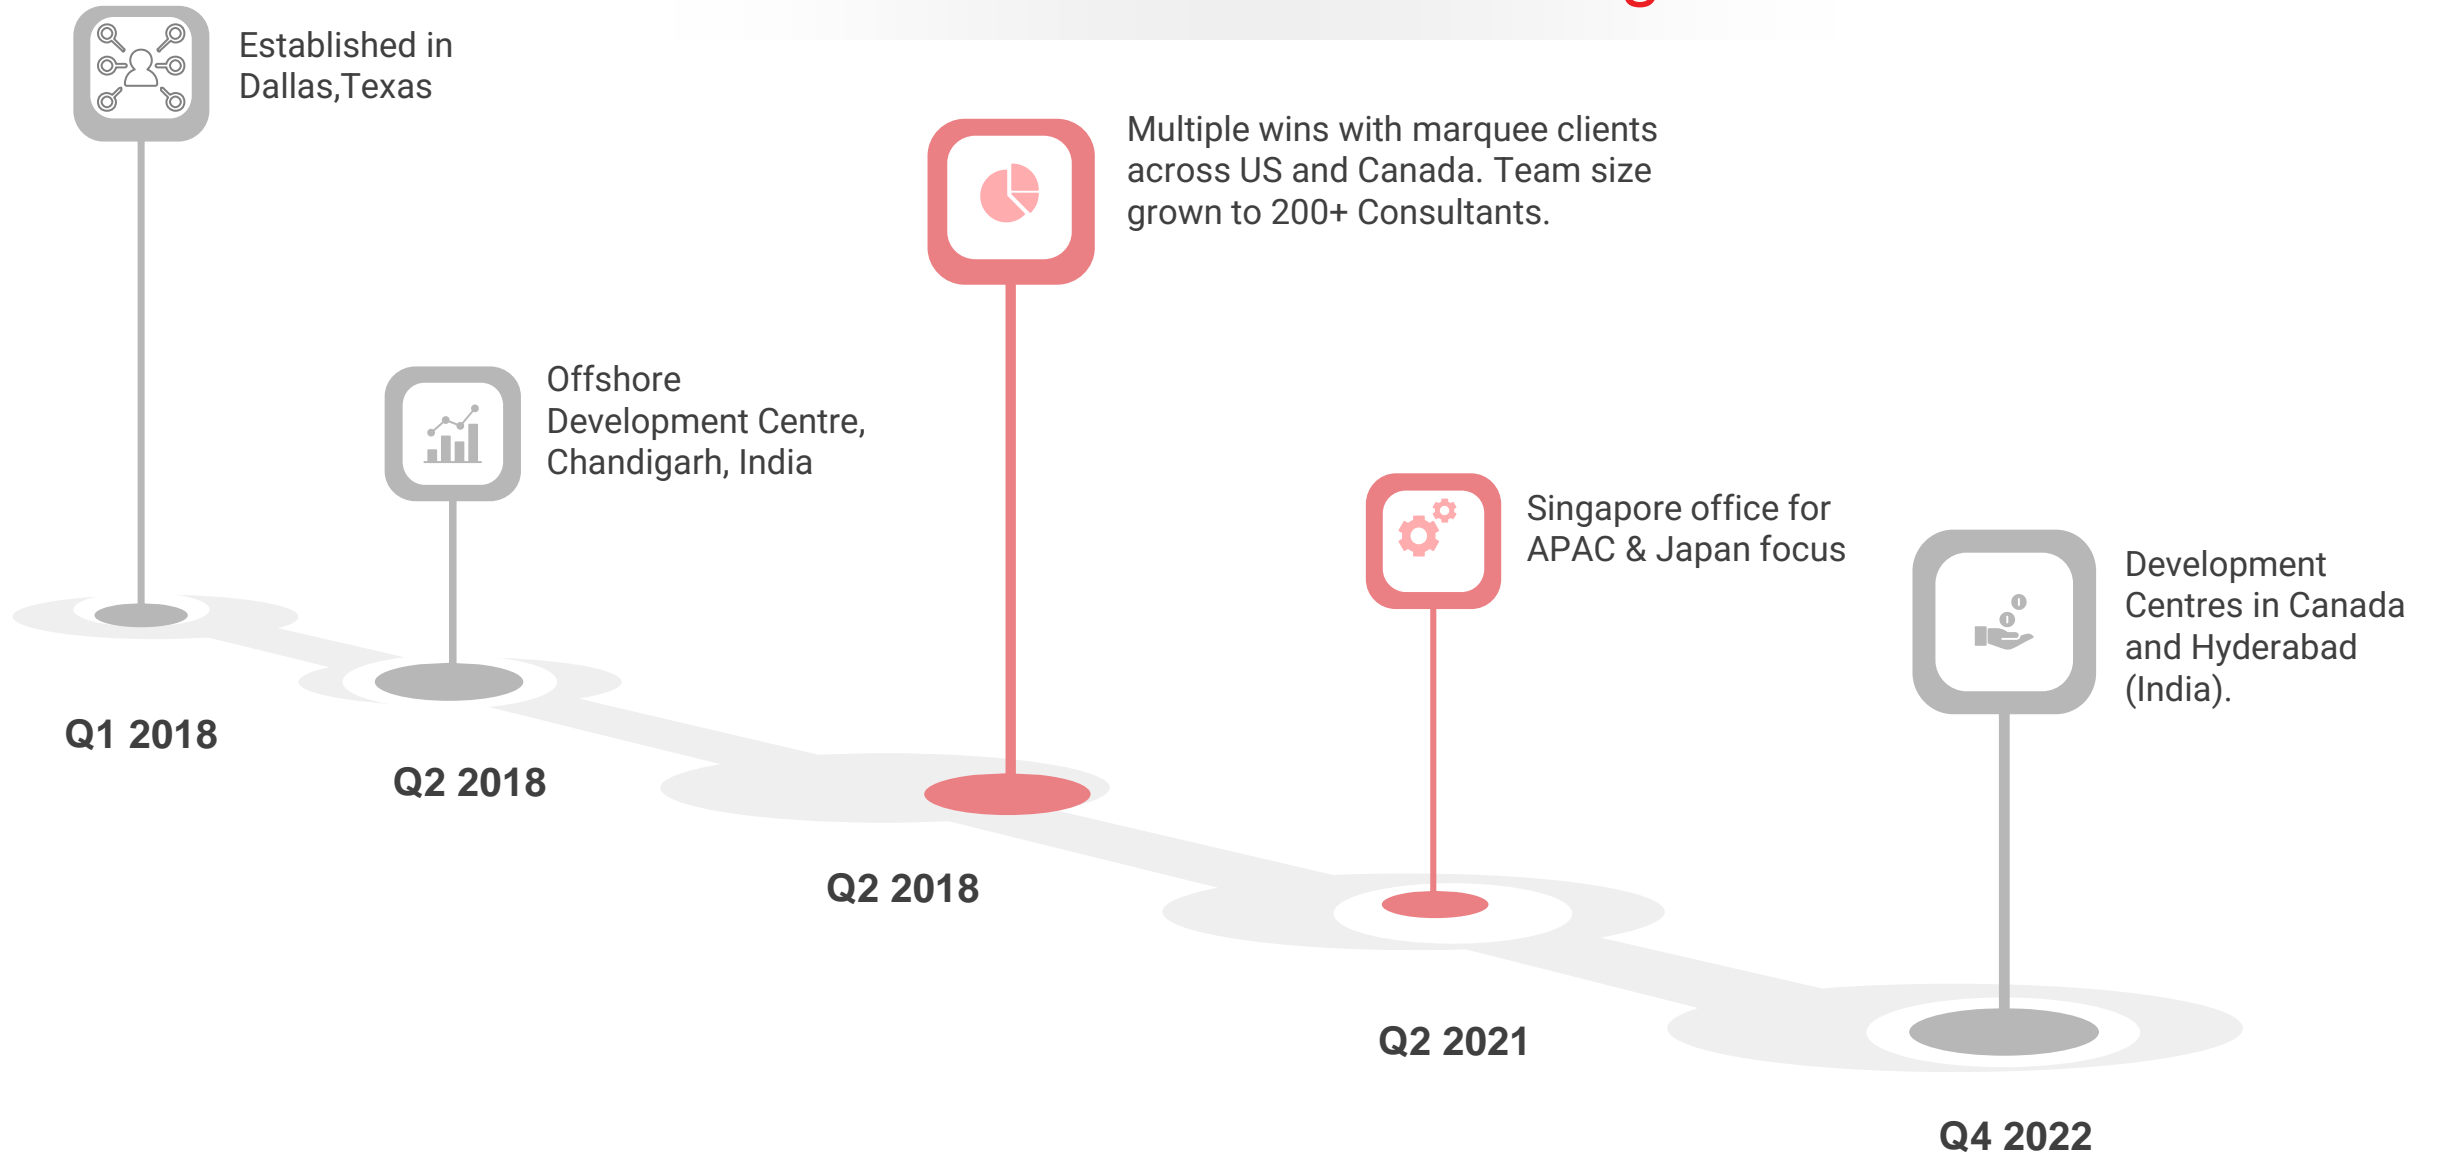 Established in
Dallas,Texas
Multiple wins with marquee clients
across US and Canada. Team size
grown to 200+ Consultants.
Offshore
Development Centre,
Chandigarh, India
Singapore office for
APAC & Japan focus
Development
Centres in Canada
and Hyderabad
(India).
Q1 2018
Q2 2018
Q2 2018
Q2 2021
Q4 2022